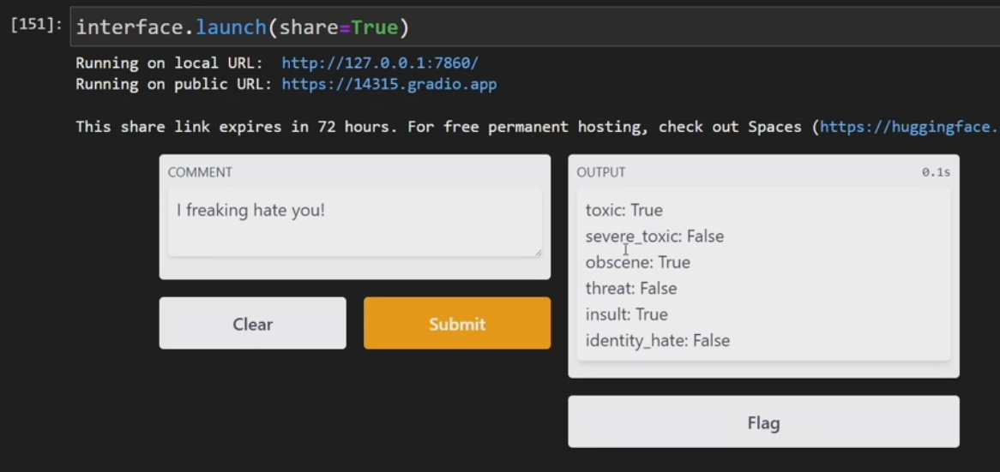 [151]: interface.launch(share=True)
Running on local URL:  http://127.0.0.1:7860/
Running on public URL: https://14315.gradio.app
This share link expires in 72 hours. For free permanent hosting, check out Spaces (https://huggingface.
COMMENT
I freaking hate you!
Clear
Submit
OUTPUT
0.1s
toxic: True
severe_toxic: False
obscene: True
threat: False
insult: True
identity_hate: False
Flag